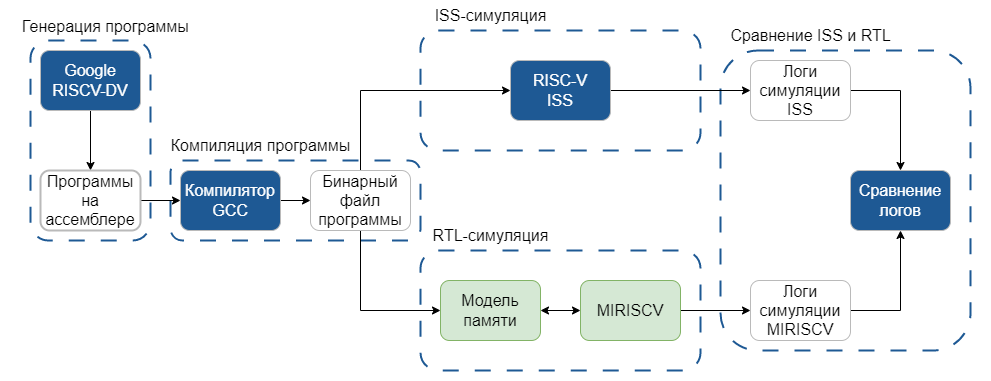 Генерация программы
Google
RISCV-DV
Программы
на
ассемблере
Компиляция программы
Компилятор
GCC
Бинарный
файл
программы
ISS-симуляция
RISC-V
ISS
RTL-симуляция
Модель
памяти
MIRISCV
Сравнение ISS и RTL
Логи
симуляции
ISS
Сравнение
логов
Логи
симуляции
MIRISCV